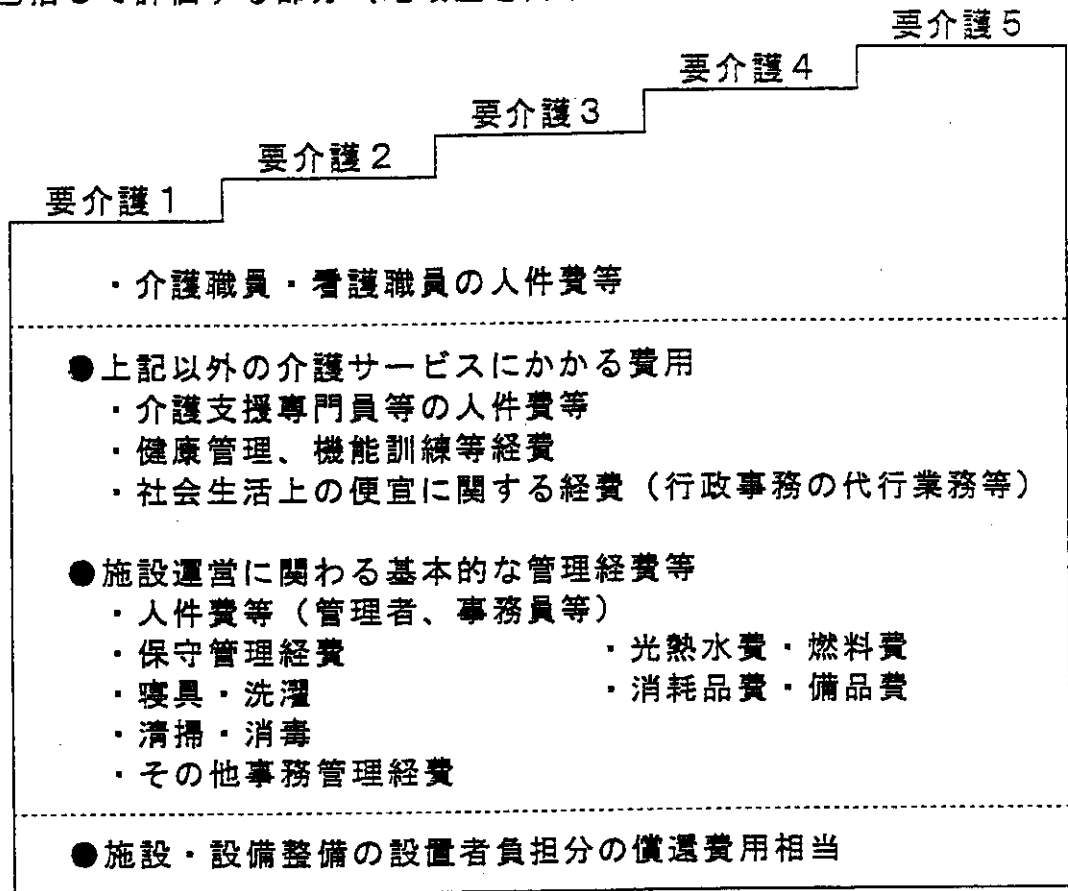 要介護5
要介護4
要介護3
要介護2
要介護1
・介護職員・看護職員の人件費等
●上記以外の介護サービスにかかる費用
・介護支援専門員等の人件費等
・健康管理、機能訓練等経費
・社会生活上の便宜に関する経費（行政事務の代行業務等）
●施設運営に関わる基本的な管理経費等
・人件費等（管理者、事務員等）
・保守管理経費 ・光熱水費・燃料費
・寝具・洗濯 ・消耗品費・備品費
・清掃・消毒
・その他事務管理経費
●施設・設備整備の設置者負担分の償還費用相当